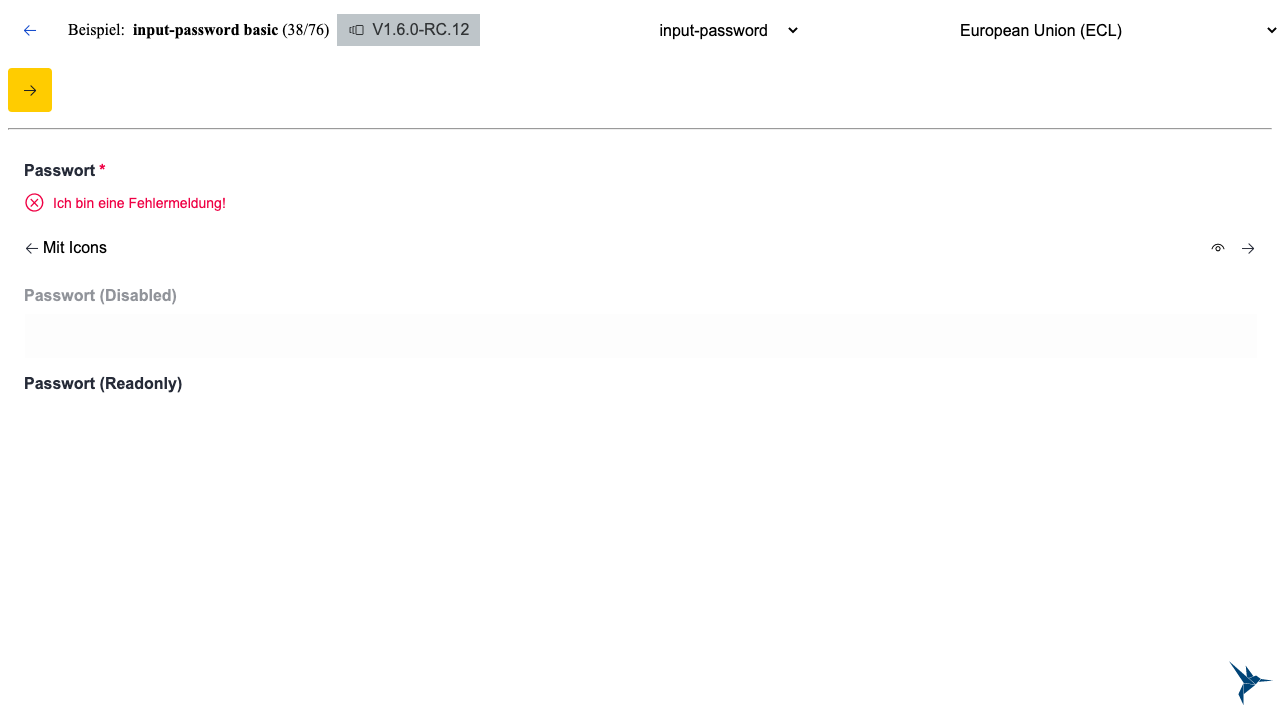 Beispiel: input-password basic (38/76) V1.6.0-RC.12 input-password European Union (ECL)
Passwort *
Ich bin eine Fehlermeldung!
Mit Icons
Passwort (Disabled)
Passwort (Readonly)